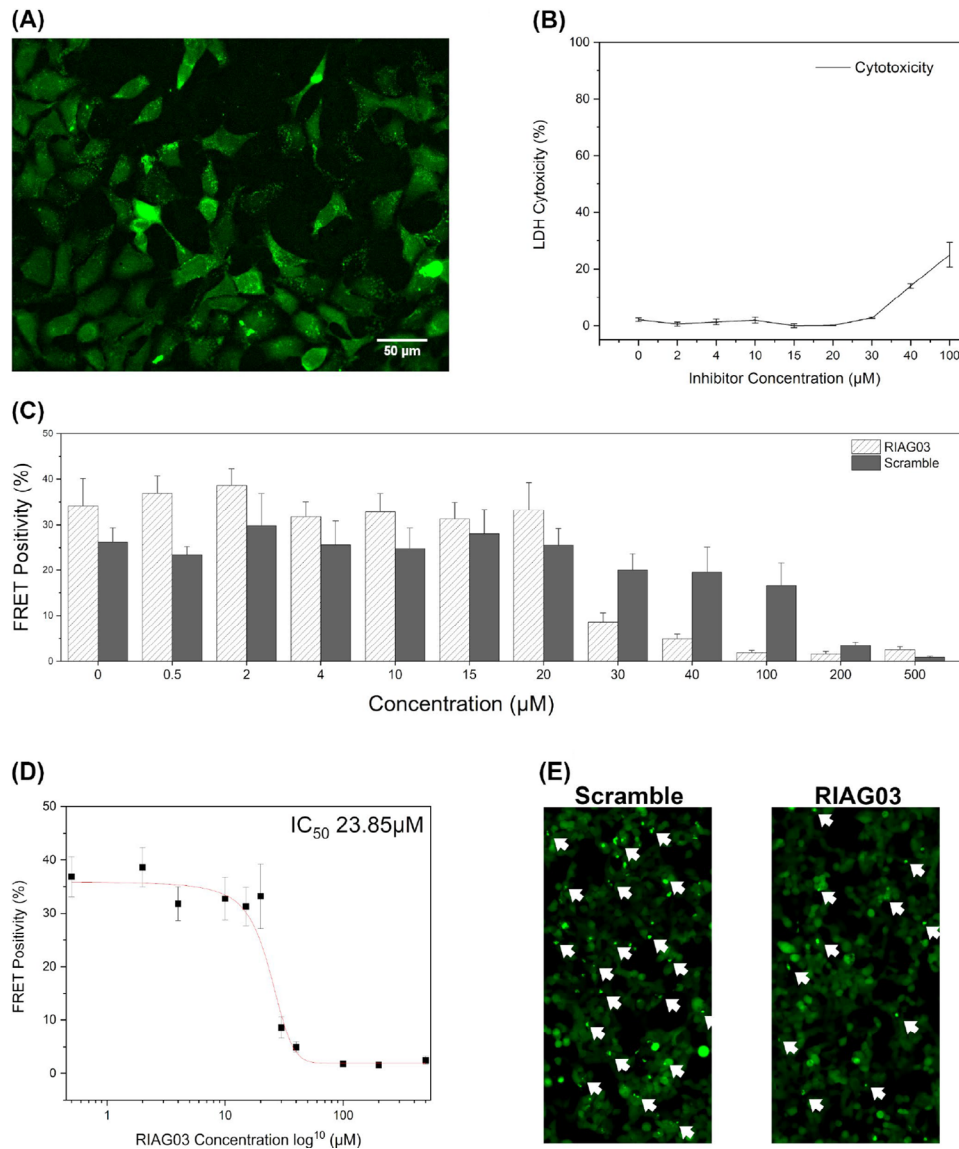 (A)
50 µm
(B)
100
80
60
40
20
0
LDH Cytoxicity (%)
Cytotoxicity
0 2 4 10 15 20 30 40 100
Inhibitor Concentration (µM)
(C)
50
40
30
20
10
0
FRET Positivity (%)
RIAG03
Scramble
0 0.5 2 4 10 15 20 30 40 100 200 500
Concentration (µM)
(D)
50
40
30
20
10
0
FRET Positivity (%)
IC50 23.85µM
1 10 100
RIAG03 Concentration log10 (µM)
(E)
Scramble RIAG03